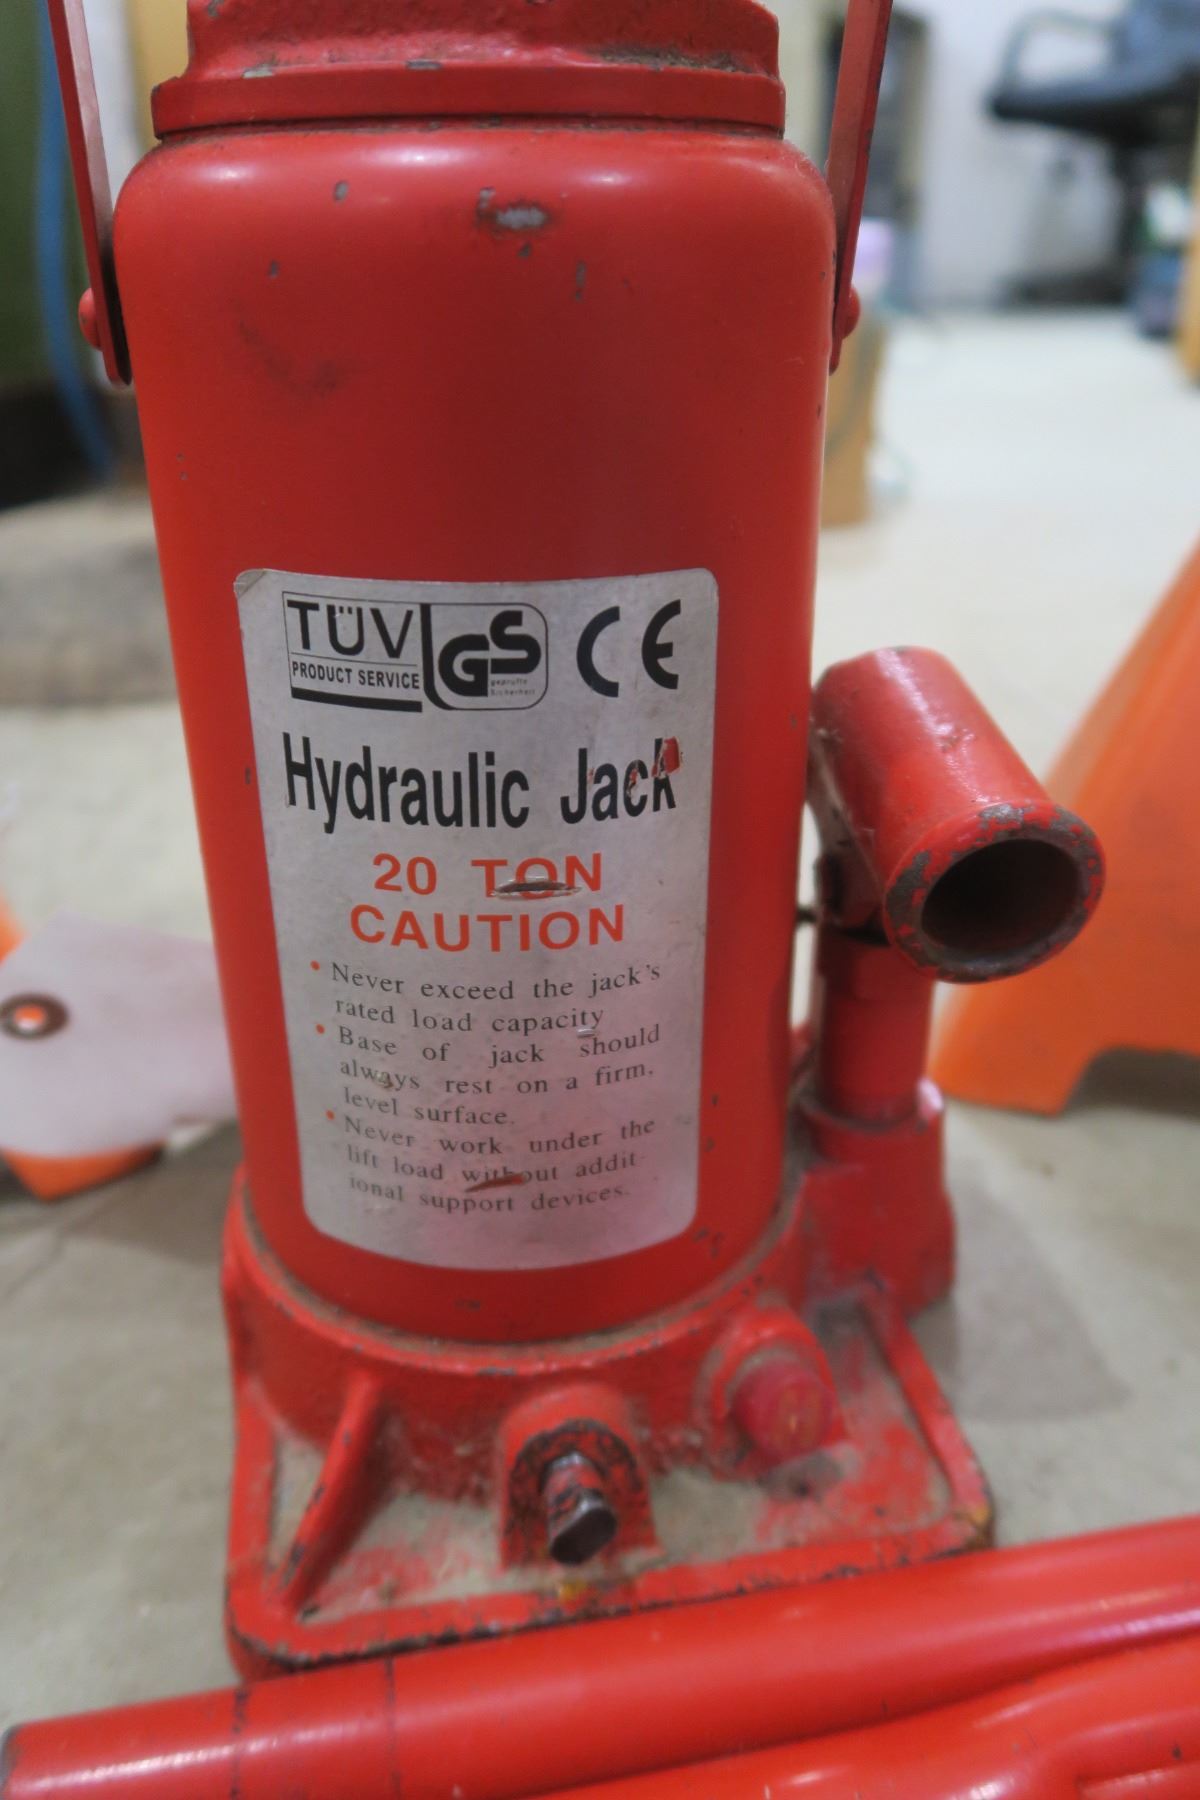 TÜV
PRODUCT SERVICE
GS
geprüfte
Sicherheit
CE
Hydraulic Jack
20 TON
CAUTION
• Never exceed the jack's
rated load capacity
• Base of jack should
always rest on a firm,
level surface.
• Never work under the
lift load without addit-
ional support devices.